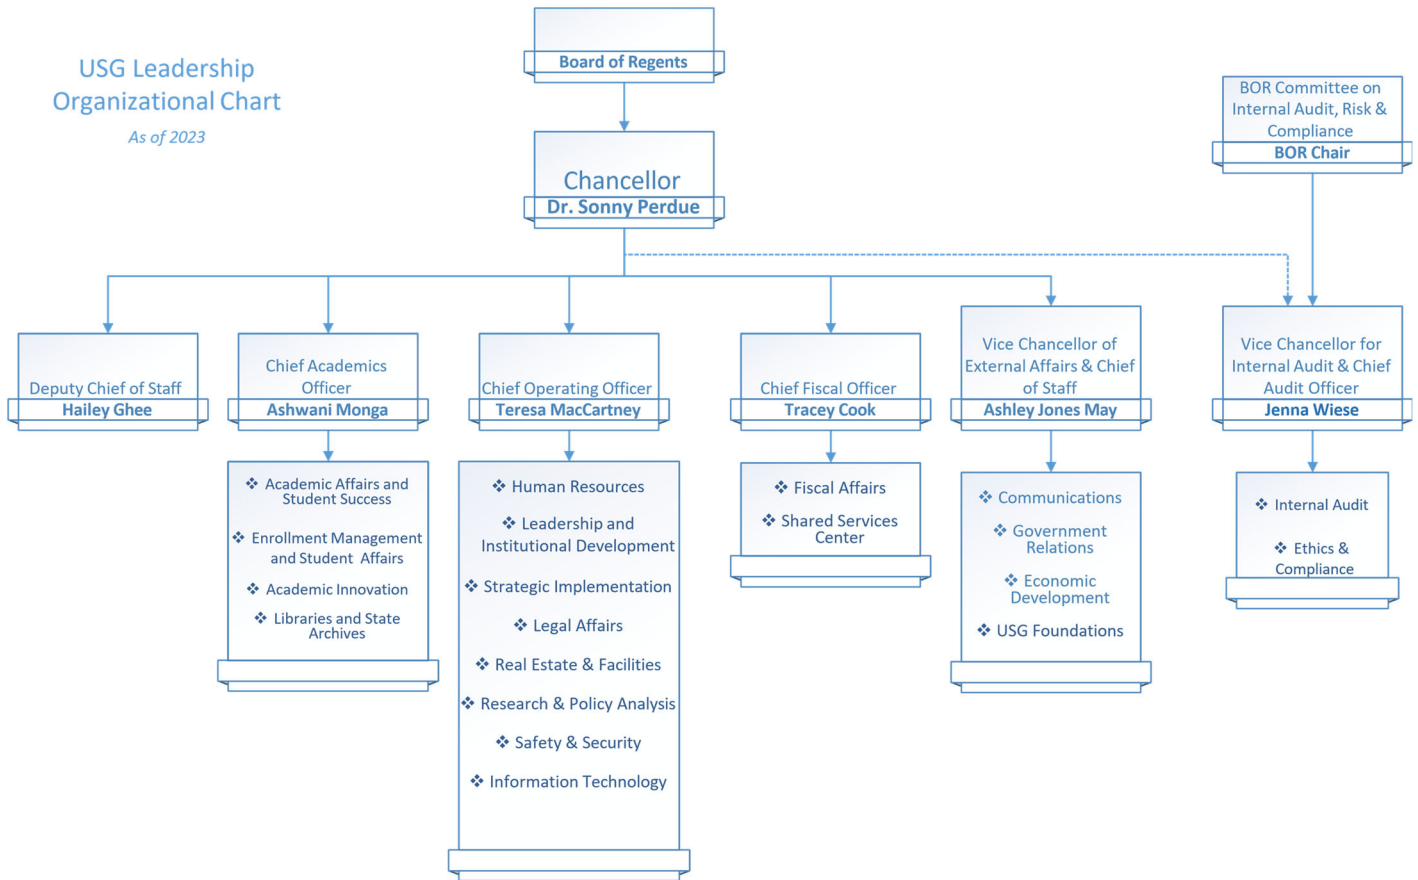 USG Leadership
Organizational Chart
As of 2023
Board of Regents
BOR Committee on
Internal Audit, Risk &
Compliance
BOR Chair
Chancellor
Dr. Sonny Perdue
Deputy Chief of Staff
Hailey Ghee
Chief Academics
Officer
Ashwani Monga
Chief Operating Officer
Teresa MacCartney
Chief Fiscal Officer
Tracey Cook
Vice Chancellor of
External Affairs & Chief
of Staff
Ashley Jones May
Vice Chancellor for
Internal Audit & Chief
Audit Officer
Jenna Wiese
❖ Academic Affairs and
Student Success
❖ Enrollment Management
and Student Affairs
❖ Academic Innovation
❖ Libraries and State
Archives
❖ Human Resources
❖ Leadership and
Institutional Development
❖ Strategic Implementation
❖ Legal Affairs
❖ Real Estate & Facilities
❖ Research & Policy Analysis
❖ Safety & Security
❖ Information Technology
❖ Fiscal Affairs
❖ Shared Services
Center
❖ Communications
❖ Government
Relations
❖ Economic
Development
❖ USG Foundations
❖ Internal Audit
❖ Ethics &
Compliance